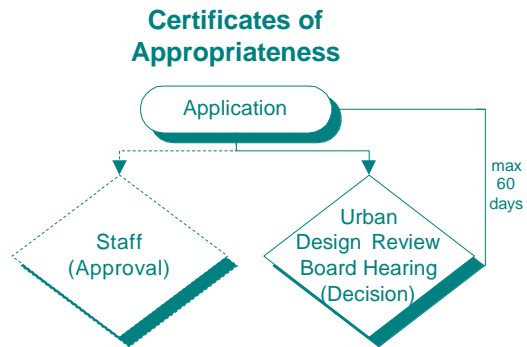 Certificates of
Appropriateness
Application
max
60
days
Staff
(Approval)
Urban
Design Review
Board Hearing
(Decision)